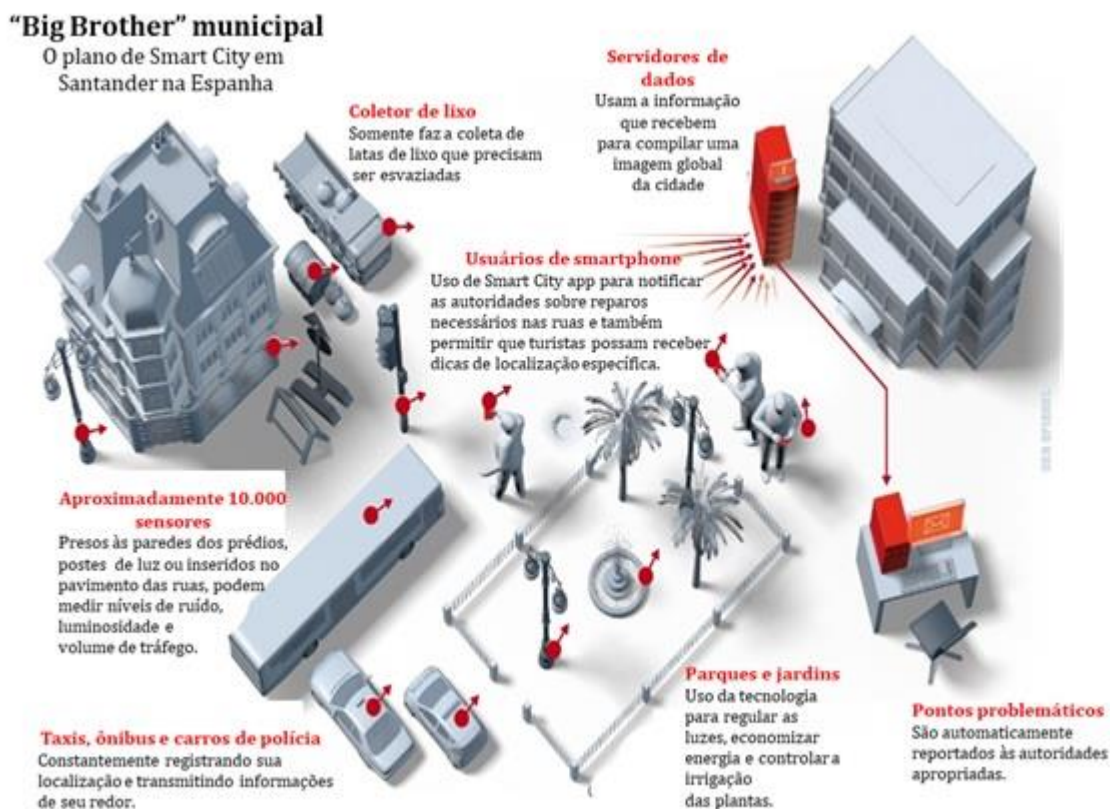 “Big Brother” municipal
O plano de Smart City em
Santander na Espanha
Coletor de lixo
Somente faz a coleta de
latas de lixo que precisam
ser esvaziadas
Servidores de
dados
Usam a informação
que recebem
para compilar uma
imagem global
da cidade
Usuários de smartphone
Uso de Smart City app para notificar
as autoridades sobre reparos
necessários nas ruas e também
permitir que turistas possam receber
dicas de localização específica.
Aproximadamente 10.000
sensores
Presos às paredes dos prédios,
postes de luz ou inseridos no
pavimento das ruas, podem
medir níveis de ruído,
luminosidade e
volume de tráfego.
Taxis, ônibus e carros de polícia
Constantemente registrando sua
localização e transmitindo informações
de seu redor.
Parques e jardins
Uso da tecnologia
para regular as
luzes, economizar
energia e controlar a
irrigação
das plantas.
Pontos problemáticos
São automaticamente
reportados às autoridades
apropriadas.
DER SPIEGEL